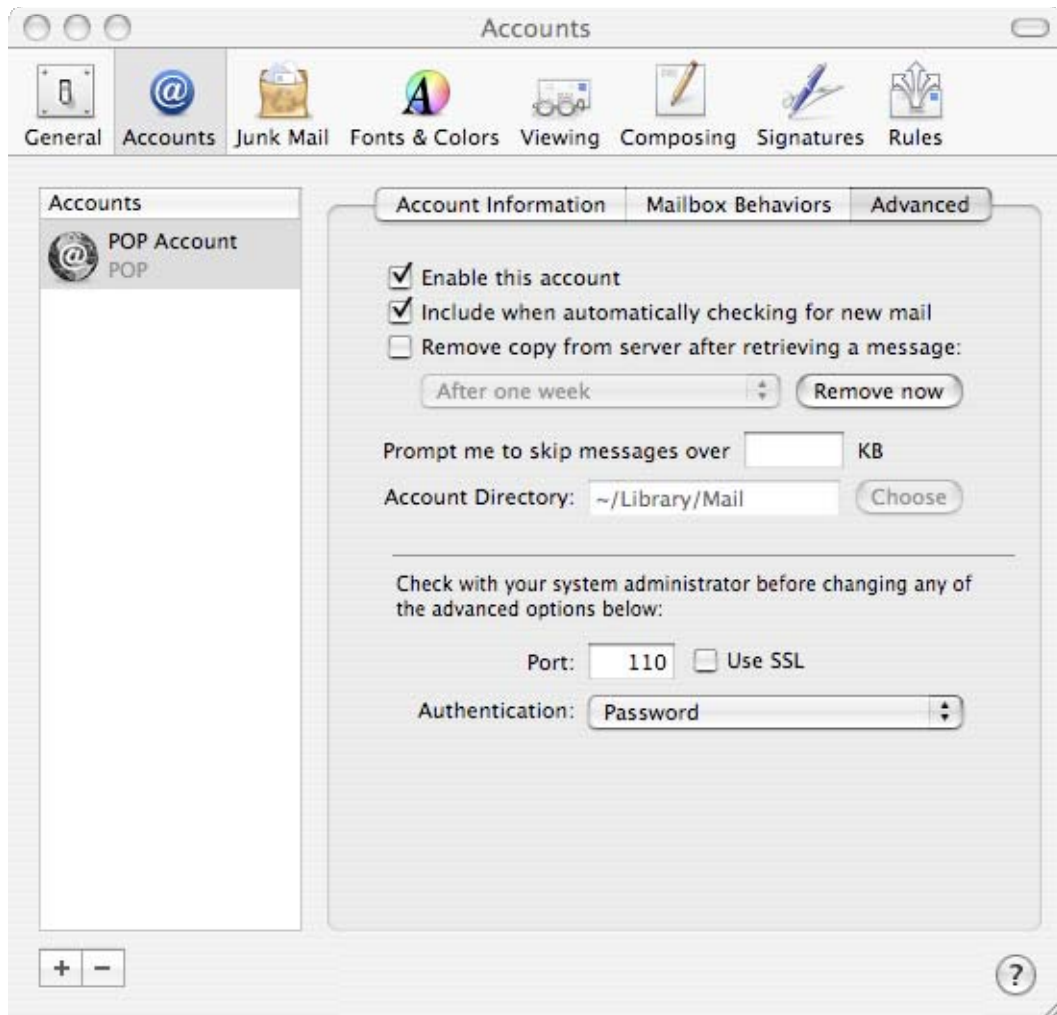 Accounts
General Accounts Junk Mail Fonts & Colors Viewing Composing Signatures Rules
Accounts
POP Account
POP
Account Information Mailbox Behaviors Advanced
Enable this account
Include when automatically checking for new mail
Remove copy from server after retrieving a message:
After one week Remove now
Prompt me to skip messages over KB
Account Directory: ~/Library/Mail Choose
Check with your system administrator before changing any of
the advanced options below:
Port: 110 Use SSL
Authentication: Password
+ − ?